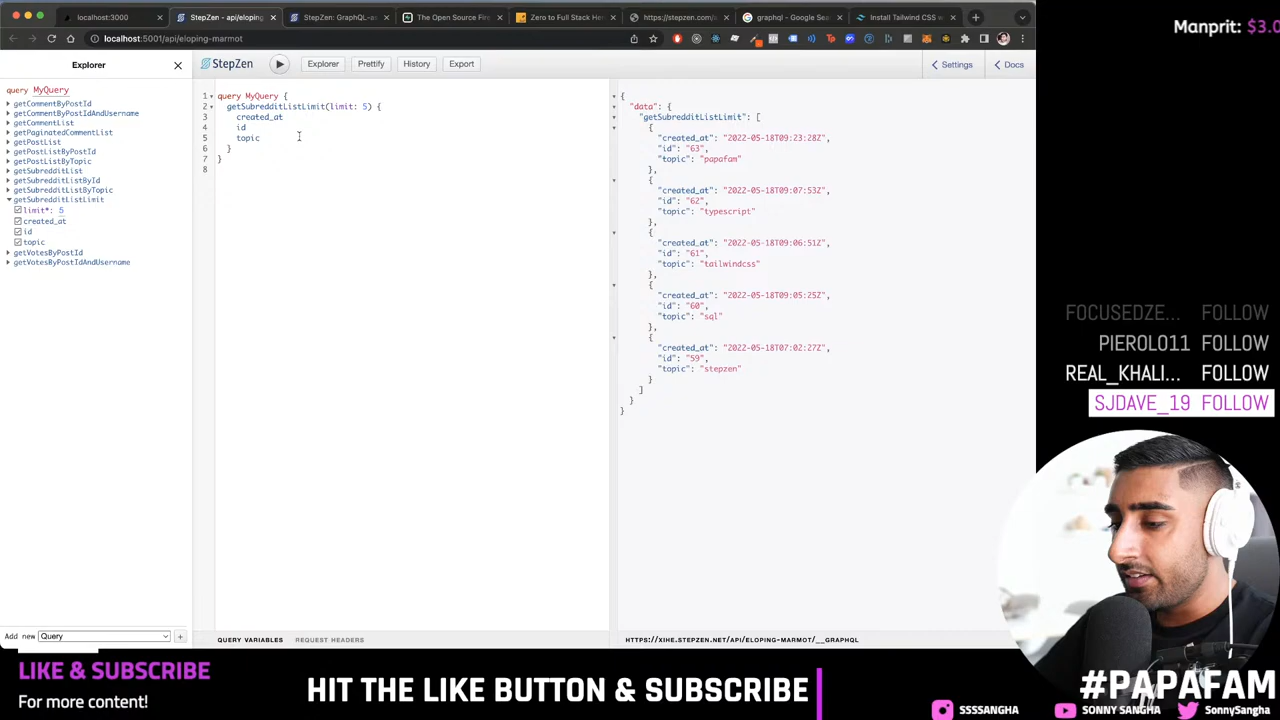 localhost:3000
StepZen - api/eloping-
StepZen: GraphQL-as
The Open Source Fire
Zero to Full Stack He
https://stepzen.com/
graphql - Google Sea
Install Tailwind CSS w
localhost:5001/api/eloping-marmot
Manprit: $3.0
Explorer
StepZen
Explorer
Prettify
History
Export
Settings
Docs
query MyQuery
getCommentByPostId
getCommentByPostIdAndUsername
getCommentList
getPaginatedCommentList
getPostList
getPostListByPostId
getPostListByTopic
getSubredditList
getSubredditListById
getSubredditListByTopic
getSubredditListLimit
limit*: 5
created_at
id
topic
getVotesByPostId
getVotesByPostIdAndUsername
1 query MyQuery {
2 getSubredditListLimit(limit: 5) {
3 created_at
4 id
5 topic
6 }
7 }
8
{
"data": {
"getSubredditListLimit": [
{
"created_at": "2022-05-18T09:23:28Z",
"id": "63",
"topic": "papafam"
},
{
"created_at": "2022-05-18T09:07:53Z",
"id": "62",
"topic": "typescript"
},
{
"created_at": "2022-05-18T09:06:51Z",
"id": "61",
"topic": "tailwindcss"
},
{
"created_at": "2022-05-18T09:05:25Z",
"id": "60",
"topic": "sql"
},
{
"created_at": "2022-05-18T07:02:27Z",
"id": "59",
"topic": "stepzen"
}
]
}
}
FOCUSEDZE... FOLLOW
PIEROLO11 FOLLOW
REAL_KHALI... FOLLOW
SJDAVE_19 FOLLOW
Add new Query +
QUERY VARIABLES REQUEST HEADERS
HTTPS://XIHE.STEPZEN.NET/API/ELOPING-MARMOT/__GRAPHQL
LIKE & SUBSCRIBE
For more content!
HIT THE LIKE BUTTON & SUBSCRIBE
#PAPAFAM
SSSSANGHA
SONNY SANGHA
SonnySangha